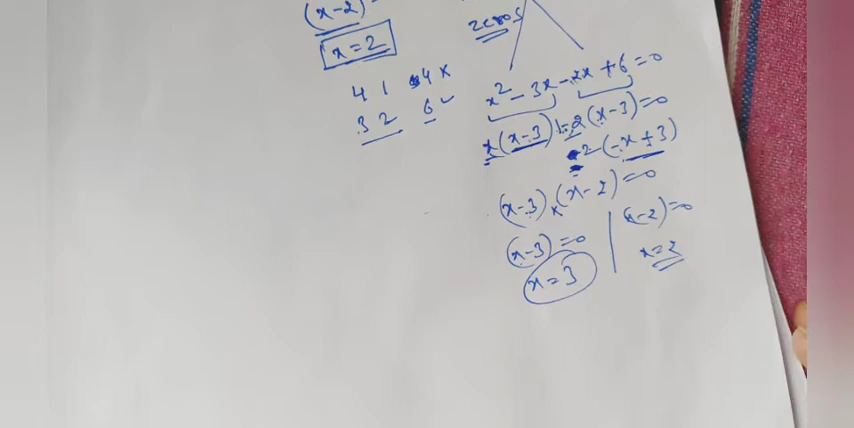 (x-2)
x=2
4 1 4 x
3 2 6 ✓
zeros
x² - 3x - 2x + 6 = 0
x(x-3) - 2(x-3) = 0
2 (-x+3)
(x-3) x (x-2) = 0
(x-3) = 0
x = 3
(x-2) = 0
x = 2